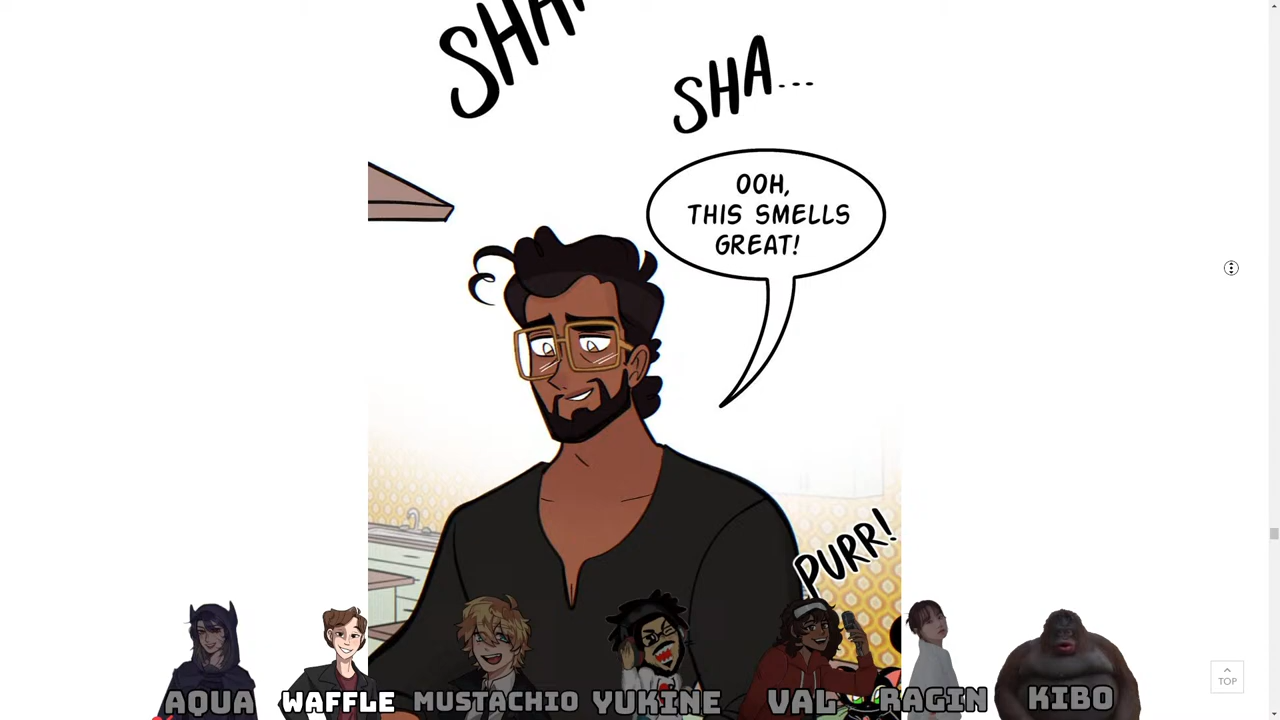 SHA
SHA...
OOH,
THIS SMELLS
GREAT!
PURR!
AQUA WAFFLE MUSTACHIO YUKINE VAL RAGIN KIBO
TOP